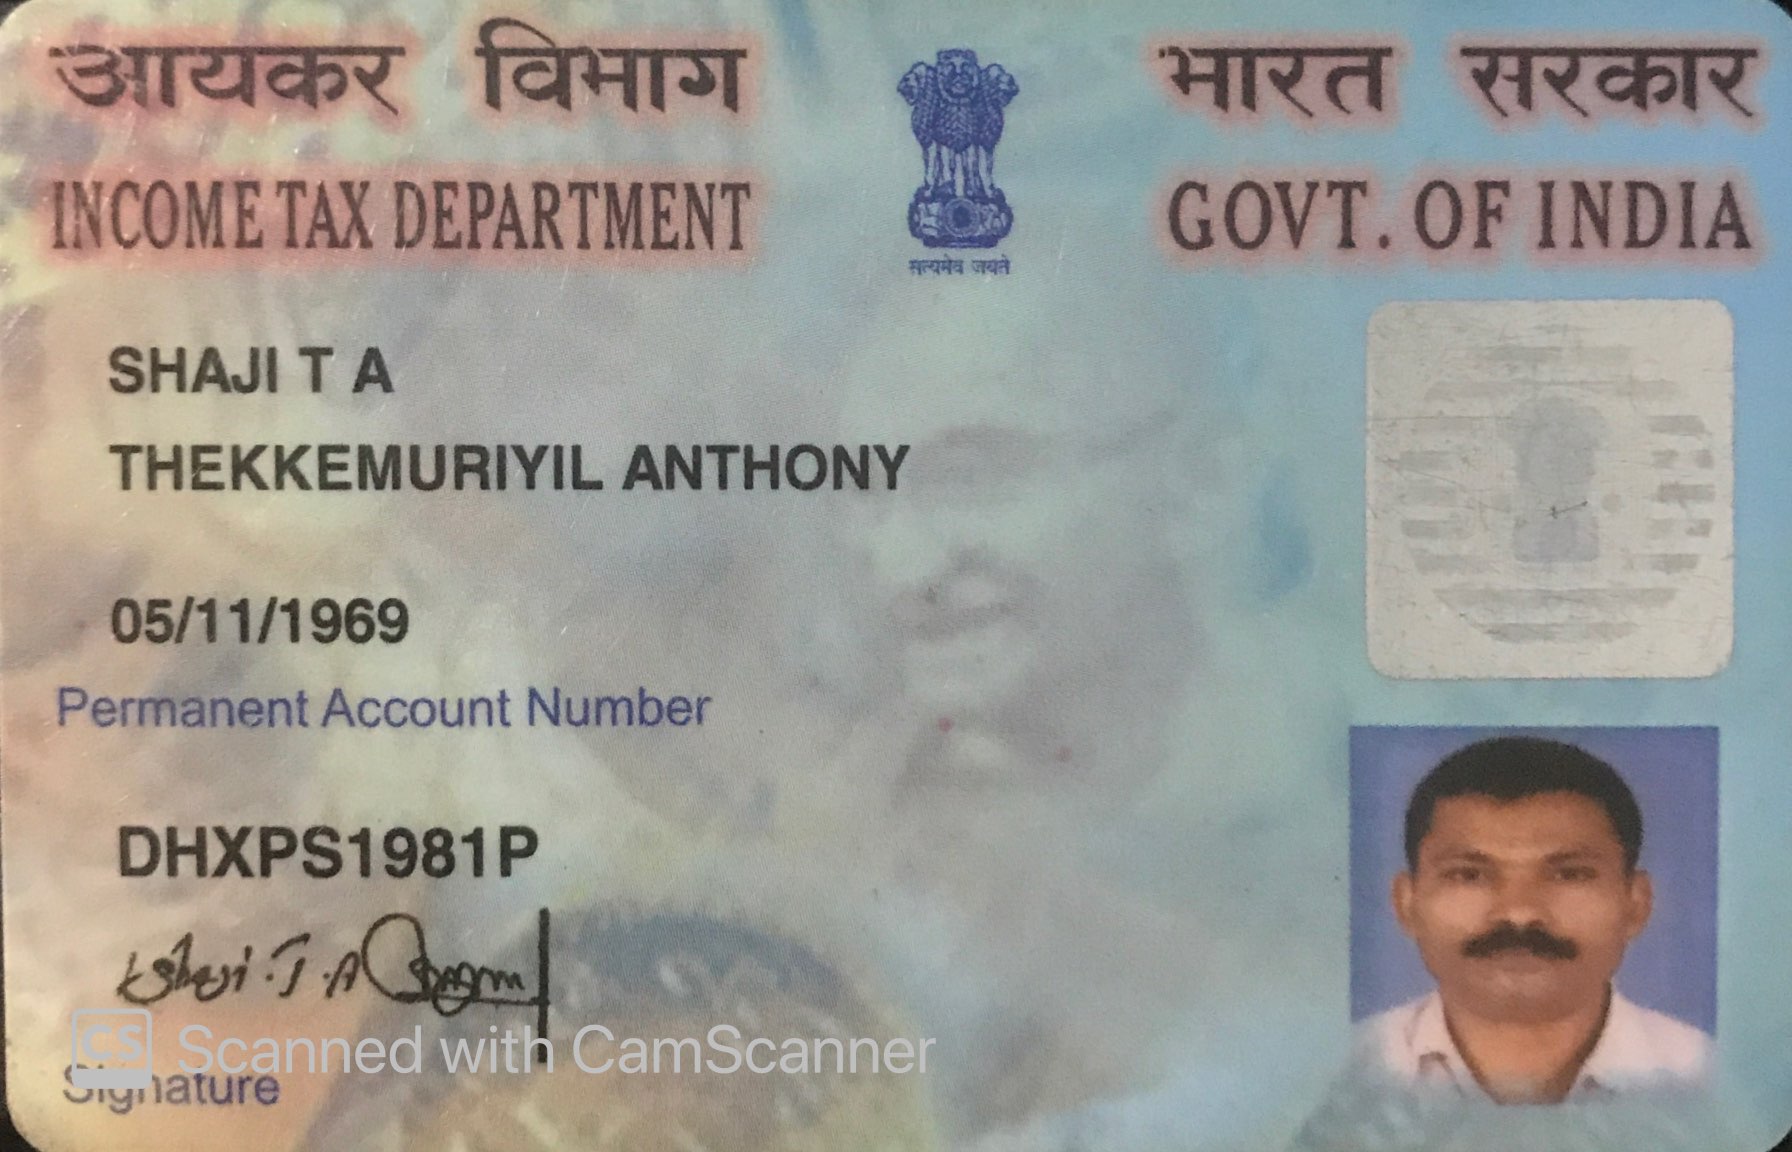 आयकर विभाग
INCOME TAX DEPARTMENT
भारत सरकार
GOVT. OF INDIA
सत्यमेव जयते
SHAJI T A
THEKKEMURIYIL ANTHONY
05/11/1969
Permanent Account Number
DHXPS1981P
Shaji. T. A
CS Scanned with CamScanner
Signature